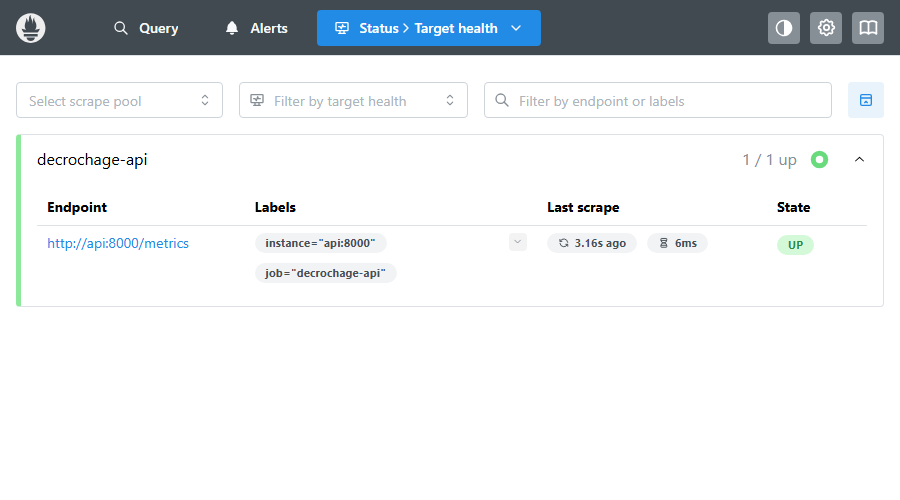 Query
Alerts
Status > Target health
Select scrape pool
Filter by target health
Filter by endpoint or labels
decrochage-api
1 / 1 up
Endpoint Labels Last scrape State
http://api:8000/metrics instance="api:8000" 3.16s ago 6ms UP
job="decrochage-api"